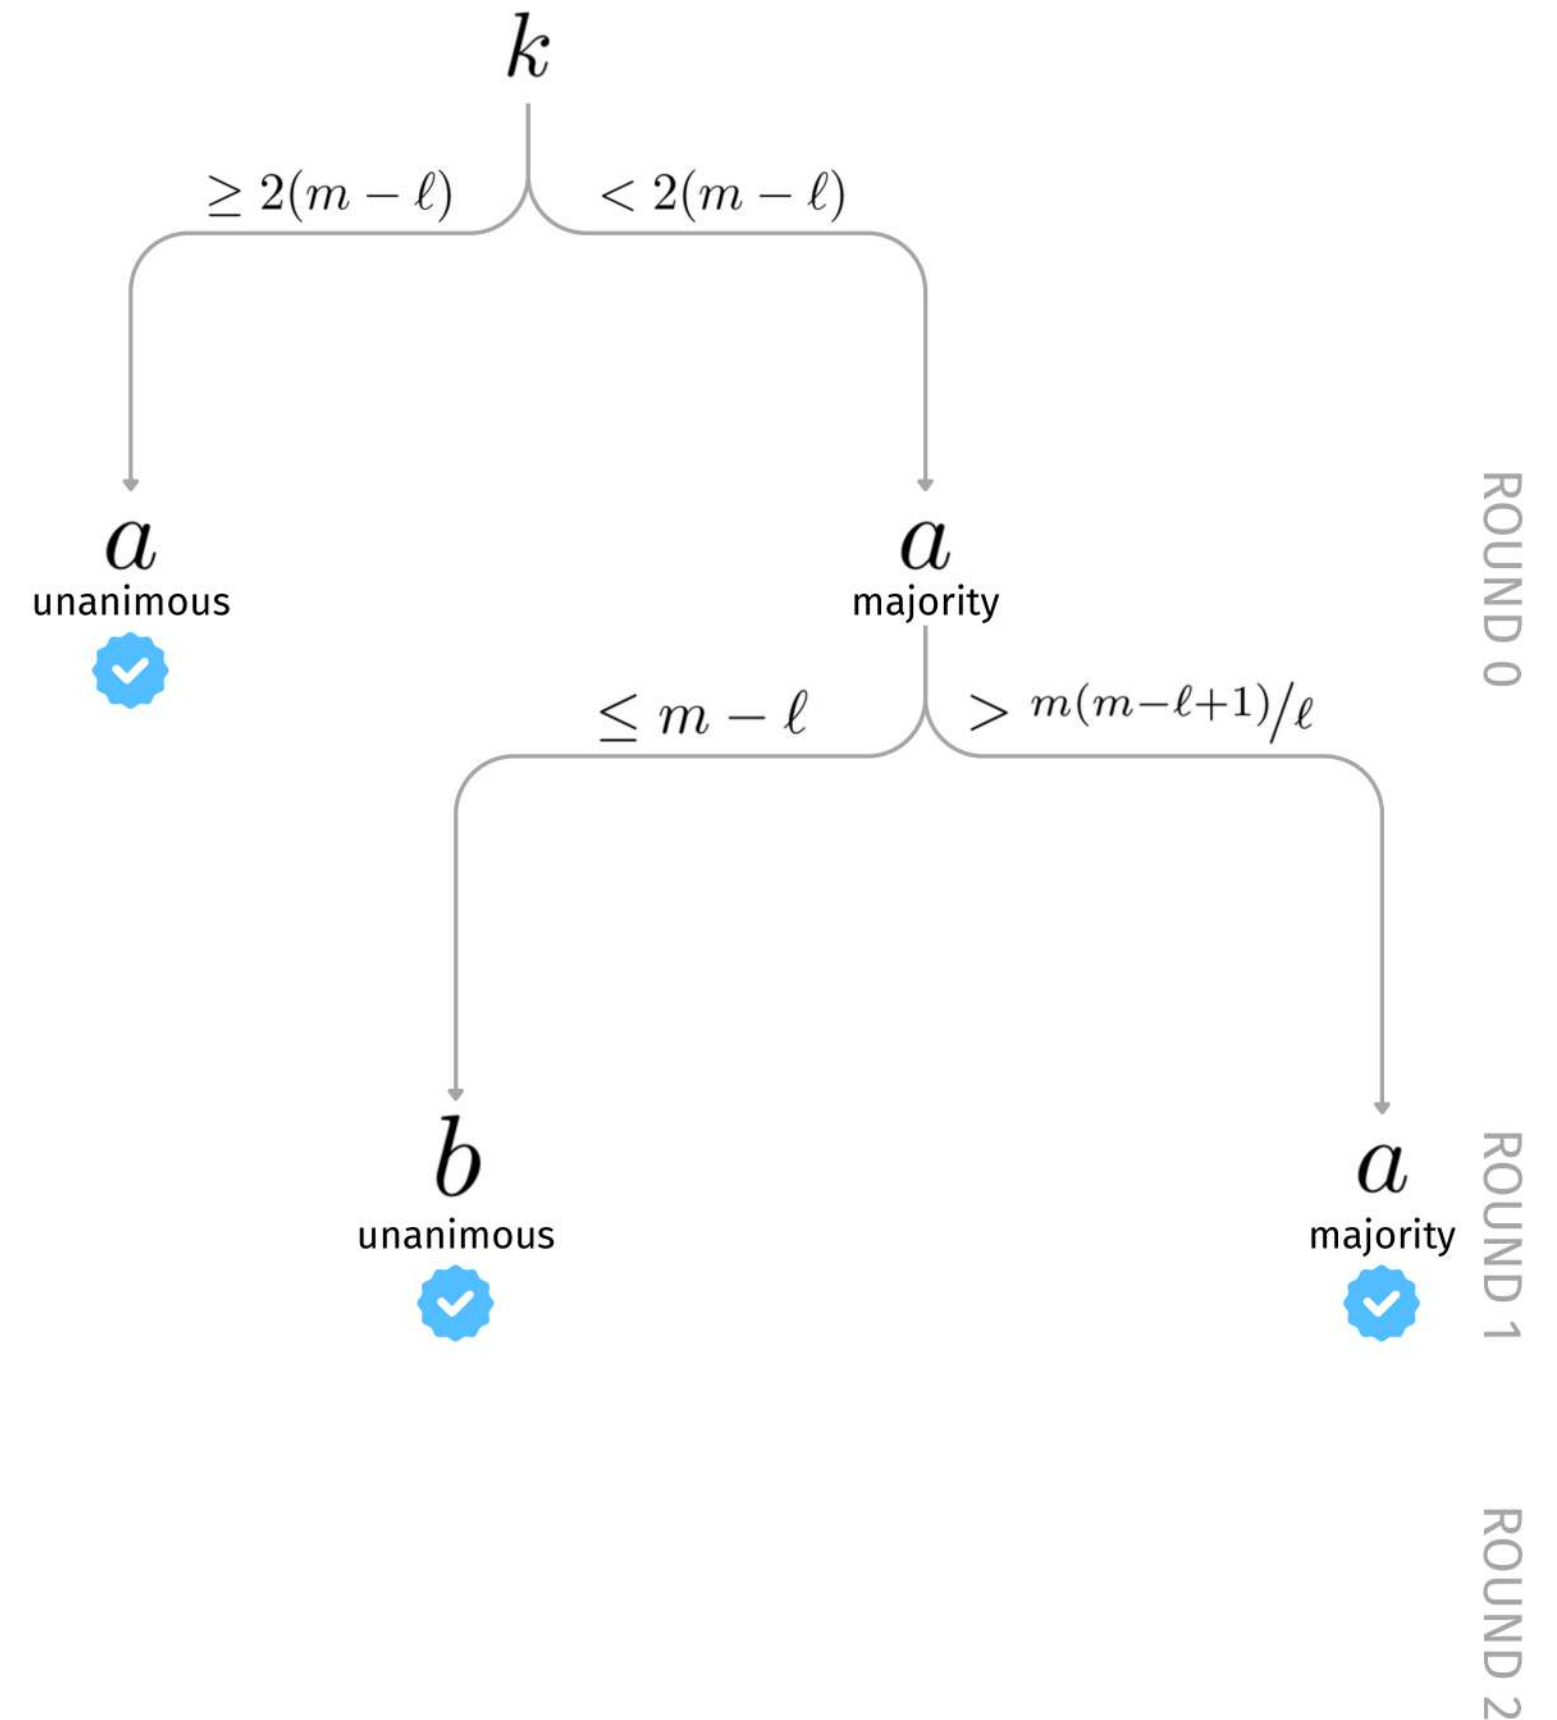 k
≥ 2(m − ℓ)
< 2(m − ℓ)
a
unanimous
a
majority
ROUND 0
≤ m − ℓ
> m(m−ℓ+1)/ℓ
b
unanimous
a
majority
ROUND 1
ROUND 2